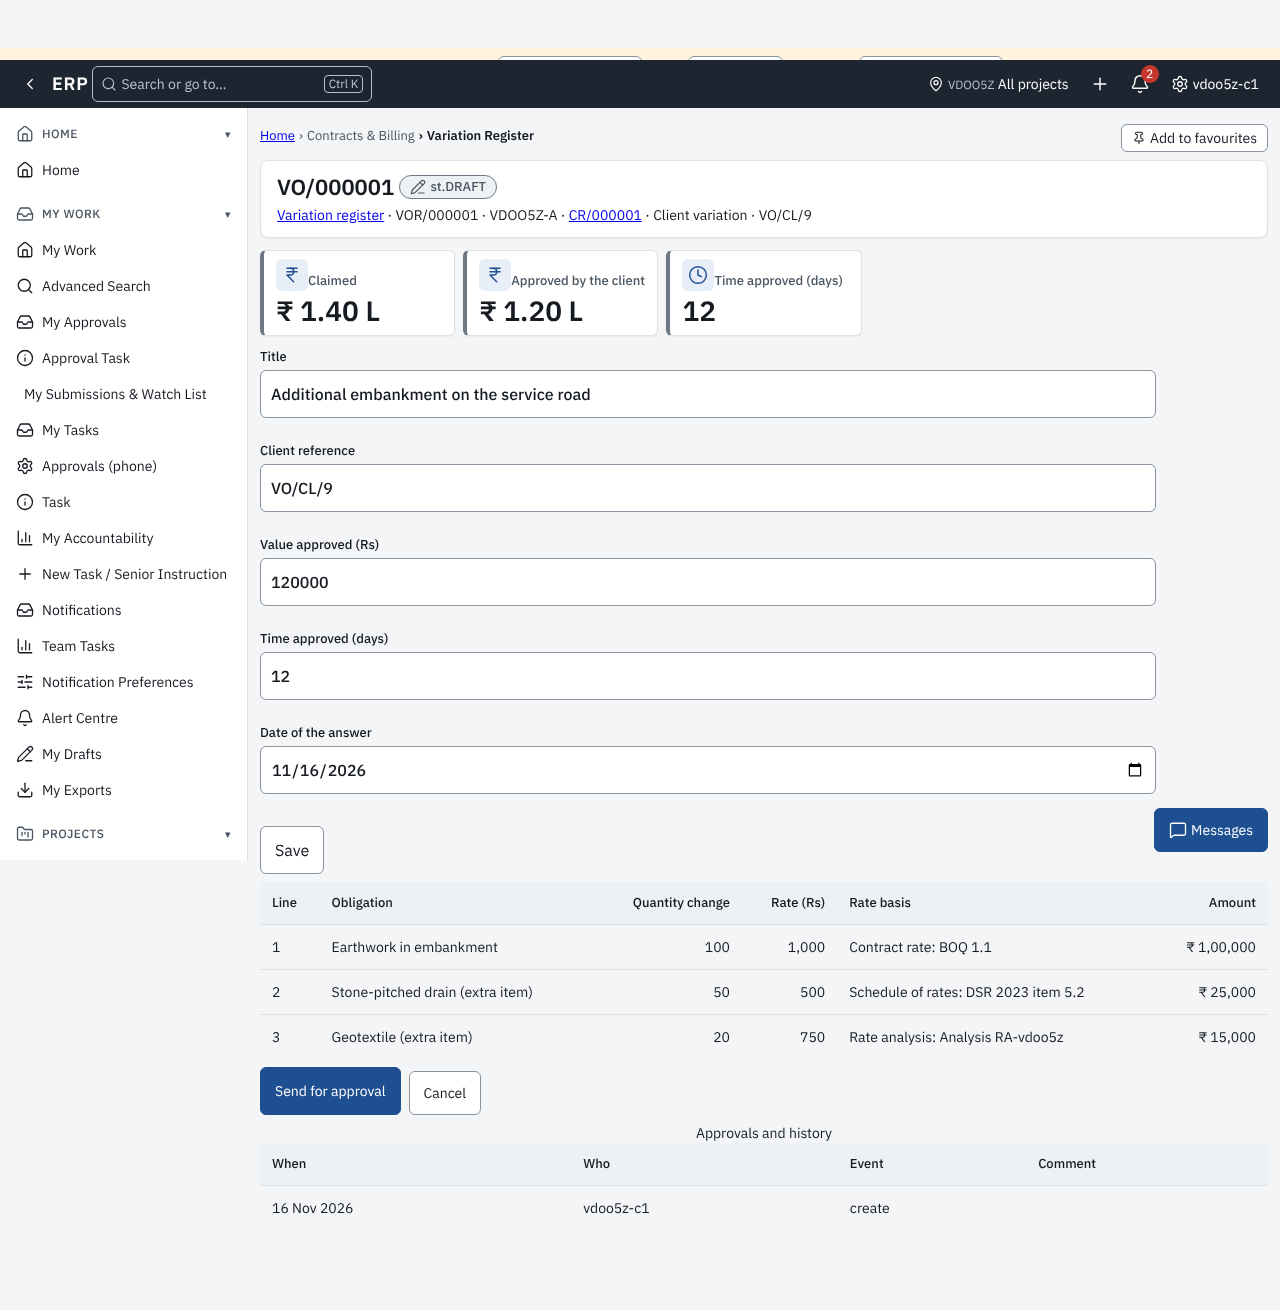 ERP
Search or go to...
Ctrl K
VDOO5Z All projects
2
vdoo5z-c1
HOME
Home
MY WORK
My Work
Advanced Search
My Approvals
Approval Task
My Submissions & Watch List
My Tasks
Approvals (phone)
Task
My Accountability
New Task / Senior Instruction
Notifications
Team Tasks
Notification Preferences
Alert Centre
My Drafts
My Exports
PROJECTS
Home › Contracts & Billing › Variation Register
Add to favourites
VO/000001 st.DRAFT
Variation register · VOR/000001 · VDOO5Z-A · CR/000001 · Client variation · VO/CL/9
Claimed
₹ 1.40 L
Approved by the client
₹ 1.20 L
Time approved (days)
12
Title
Additional embankment on the service road
Client reference
VO/CL/9
Value approved (Rs)
120000
Time approved (days)
12
Date of the answer
11/16/2026
Messages
Save
Line Obligation Quantity change Rate (Rs) Rate basis Amount
1 Earthwork in embankment 100 1,000 Contract rate: BOQ 1.1 ₹ 1,00,000
2 Stone-pitched drain (extra item) 50 500 Schedule of rates: DSR 2023 item 5.2 ₹ 25,000
3 Geotextile (extra item) 20 750 Rate analysis: Analysis RA-vdoo5z ₹ 15,000
Send for approval
Cancel
Approvals and history
When Who Event Comment
16 Nov 2026 vdoo5z-c1 create